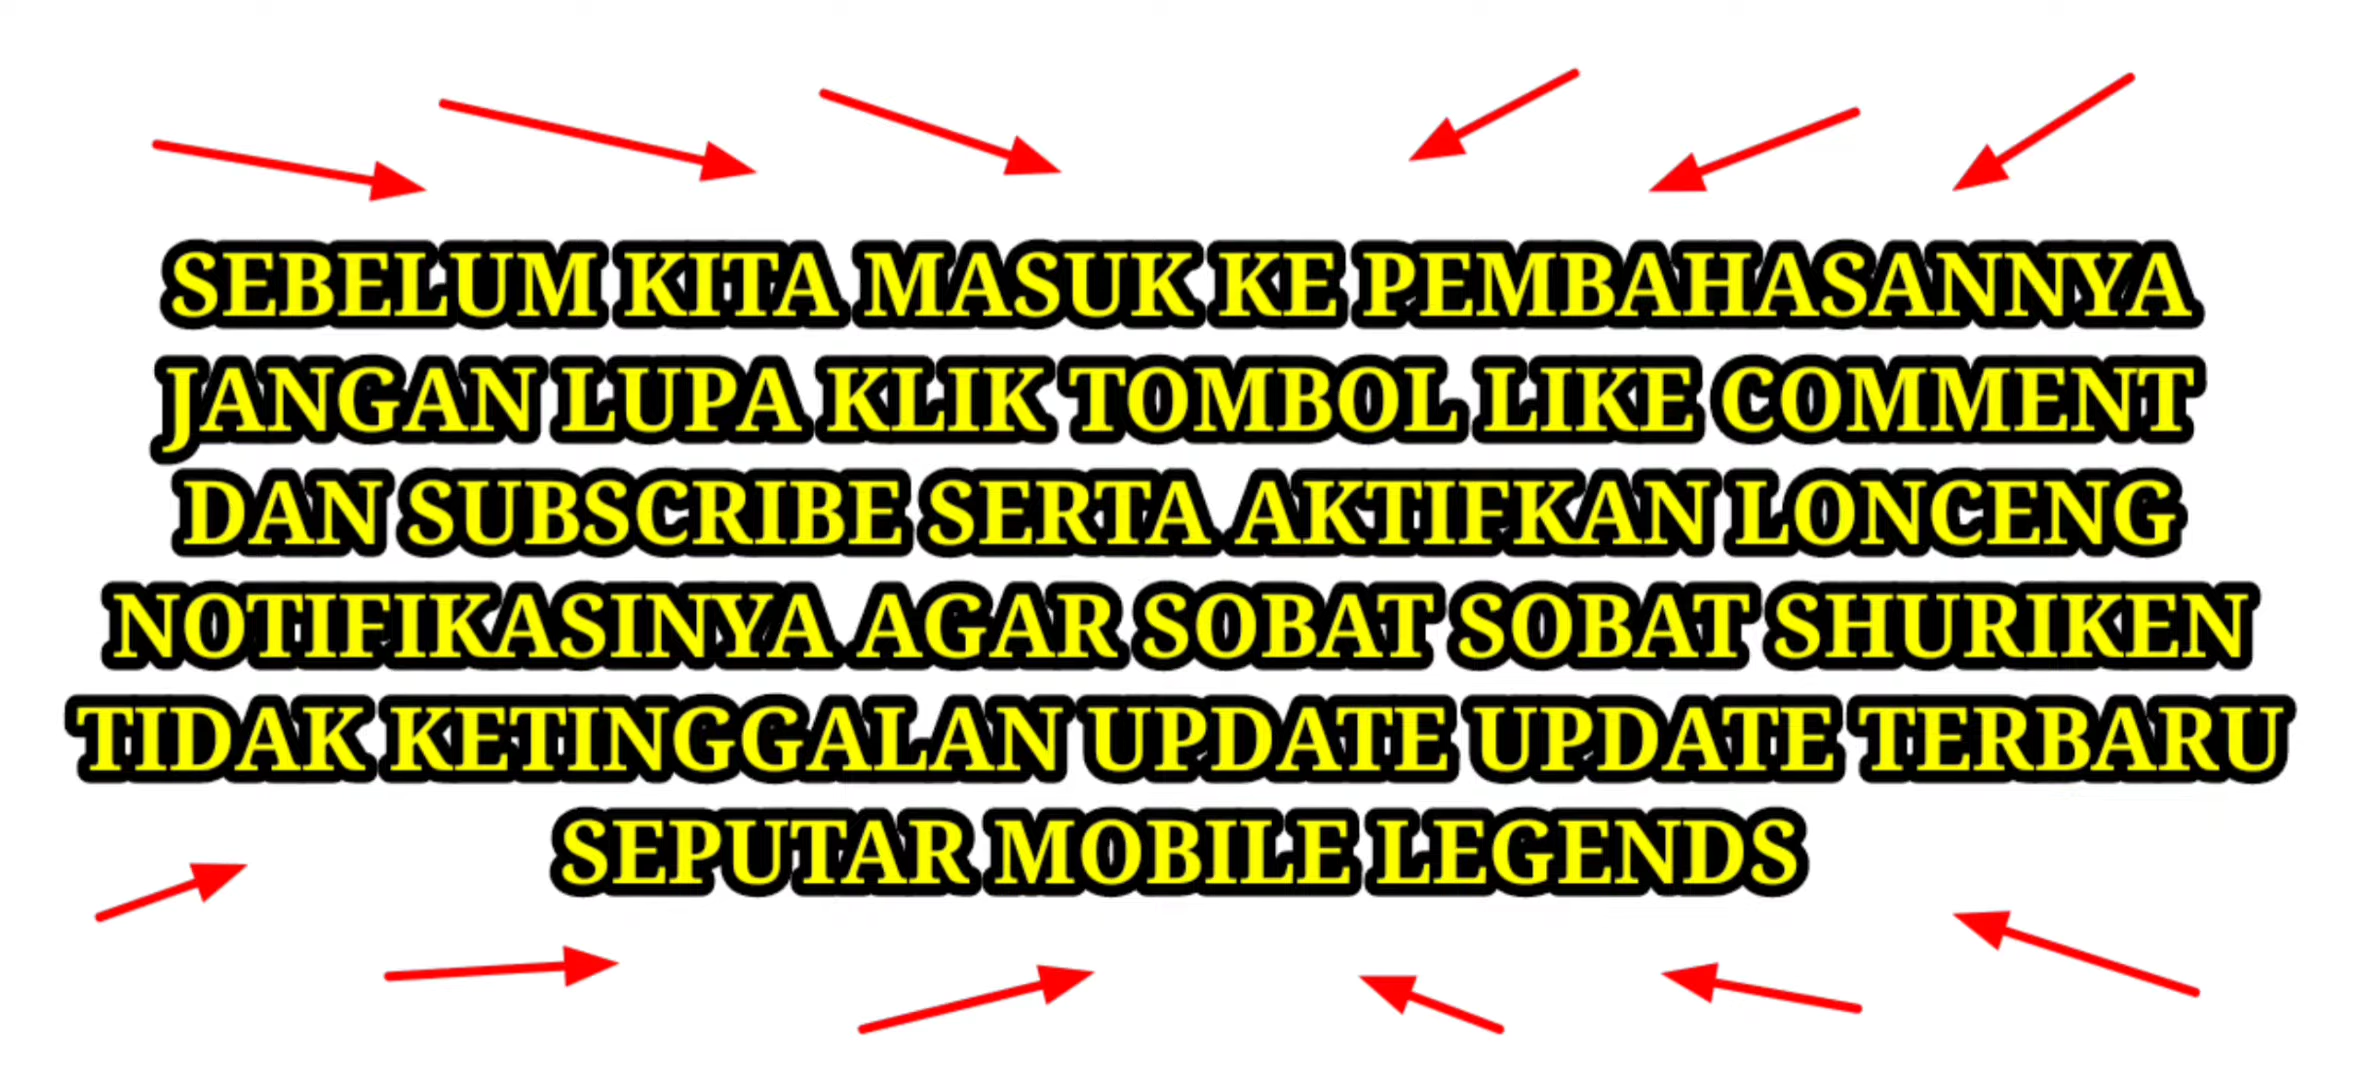 SEBELUM KITA MASUK KE PEMBAHASANNYA
JANGAN LUPA KLIK TOMBOL LIKE COMMENT
DAN SUBSCRIBE SERTA AKTIFKAN LONCENG
NOTIFIKASINYA AGAR SOBAT SOBAT SHURIKEN
TIDAK KETINGGALAN UPDATE UPDATE TERBARU
SEPUTAR MOBILE LEGENDS